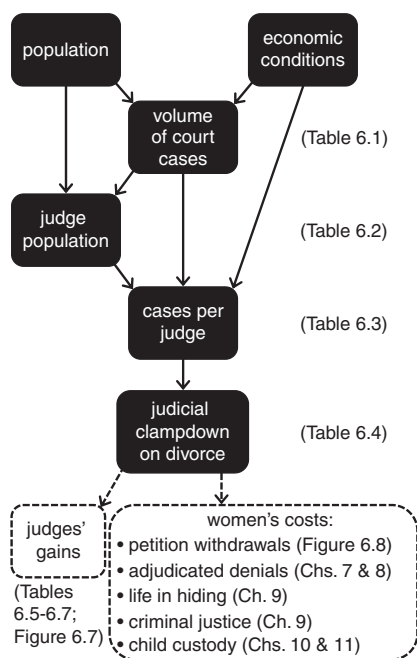 population
economic
conditions
volume
of court
cases
(Table 6.1)
judge
population
(Table 6.2)
cases per
judge
(Table 6.3)
judicial
clampdown
on divorce
(Table 6.4)
judges'
gains
(Tables
6.5-6.7;
Figure 6.7)
women's costs:
• petition withdrawals (Figure 6.8)
• adjudicated denials (Chs. 7 & 8)
• life in hiding (Ch. 9)
• criminal justice (Ch. 9)
• child custody (Chs. 10 & 11)